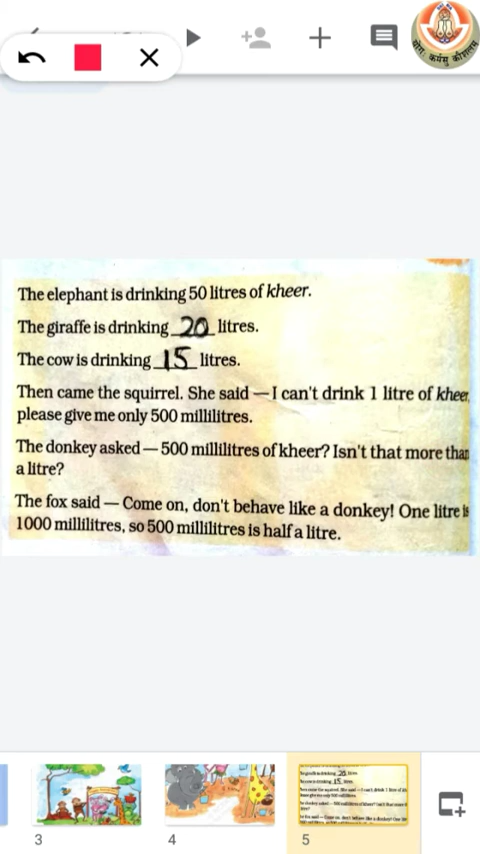 योगः कर्मसु कौशलम्
The elephant is drinking 50 litres of kheer.
The giraffe is drinking 20 litres.
The cow is drinking 15 litres.
Then came the squirrel. She said — I can't drink 1 litre of kheer,
please give me only 500 millilitres.
The donkey asked — 500 millilitres of kheer? Isn't that more than
a litre?
The fox said — Come on, don't behave like a donkey! One litre is
1000 millilitres, so 500 millilitres is half a litre.
3
4
5